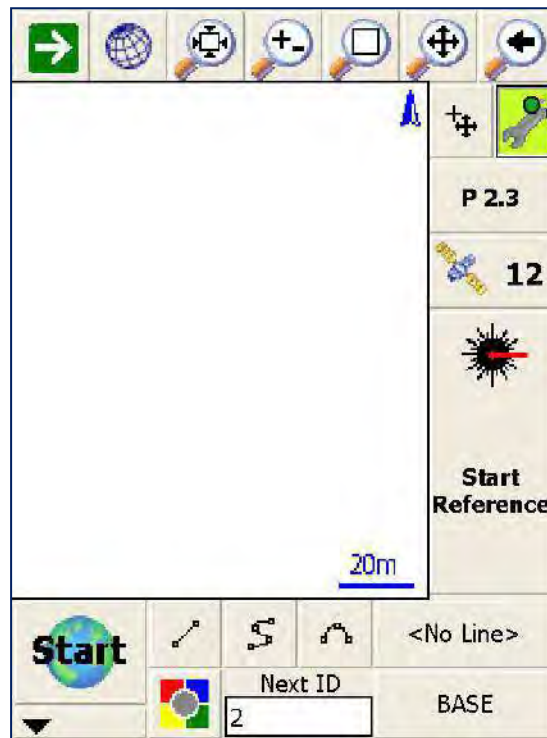 P 2.3
12
Start
Reference
20m
Start
<No Line>
Next ID
2
BASE